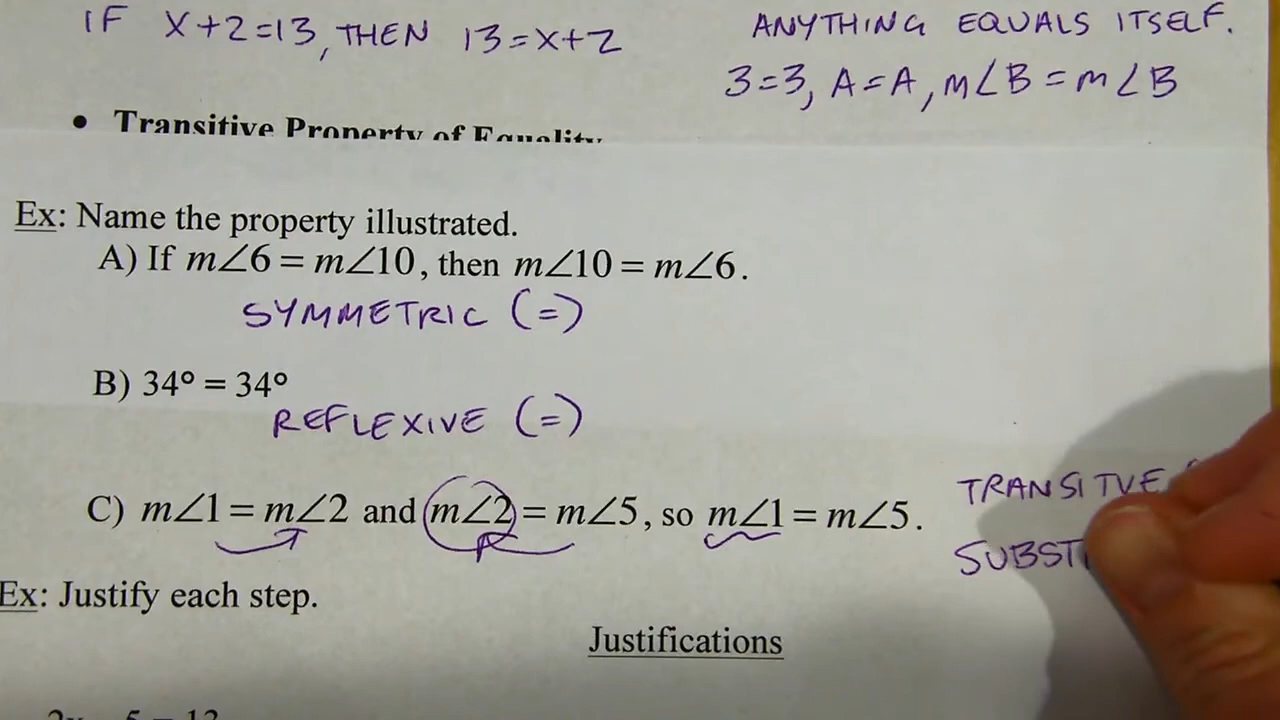 IF X+2=13, THEN 13=X+2
ANYTHING EQUALS ITSELF.
3=3, A=A, m∠B=m∠B
• Transitive Property of Equality
Ex: Name the property illustrated.
A) If m∠6 = m∠10, then m∠10 = m∠6.
SYMMETRIC (=)
B) 34° = 34°
REFLEXIVE (=)
C) m∠1 = m∠2 and m∠2 = m∠5, so m∠1 = m∠5.
TRANSITVE
SUBST
Ex: Justify each step.
Justifications